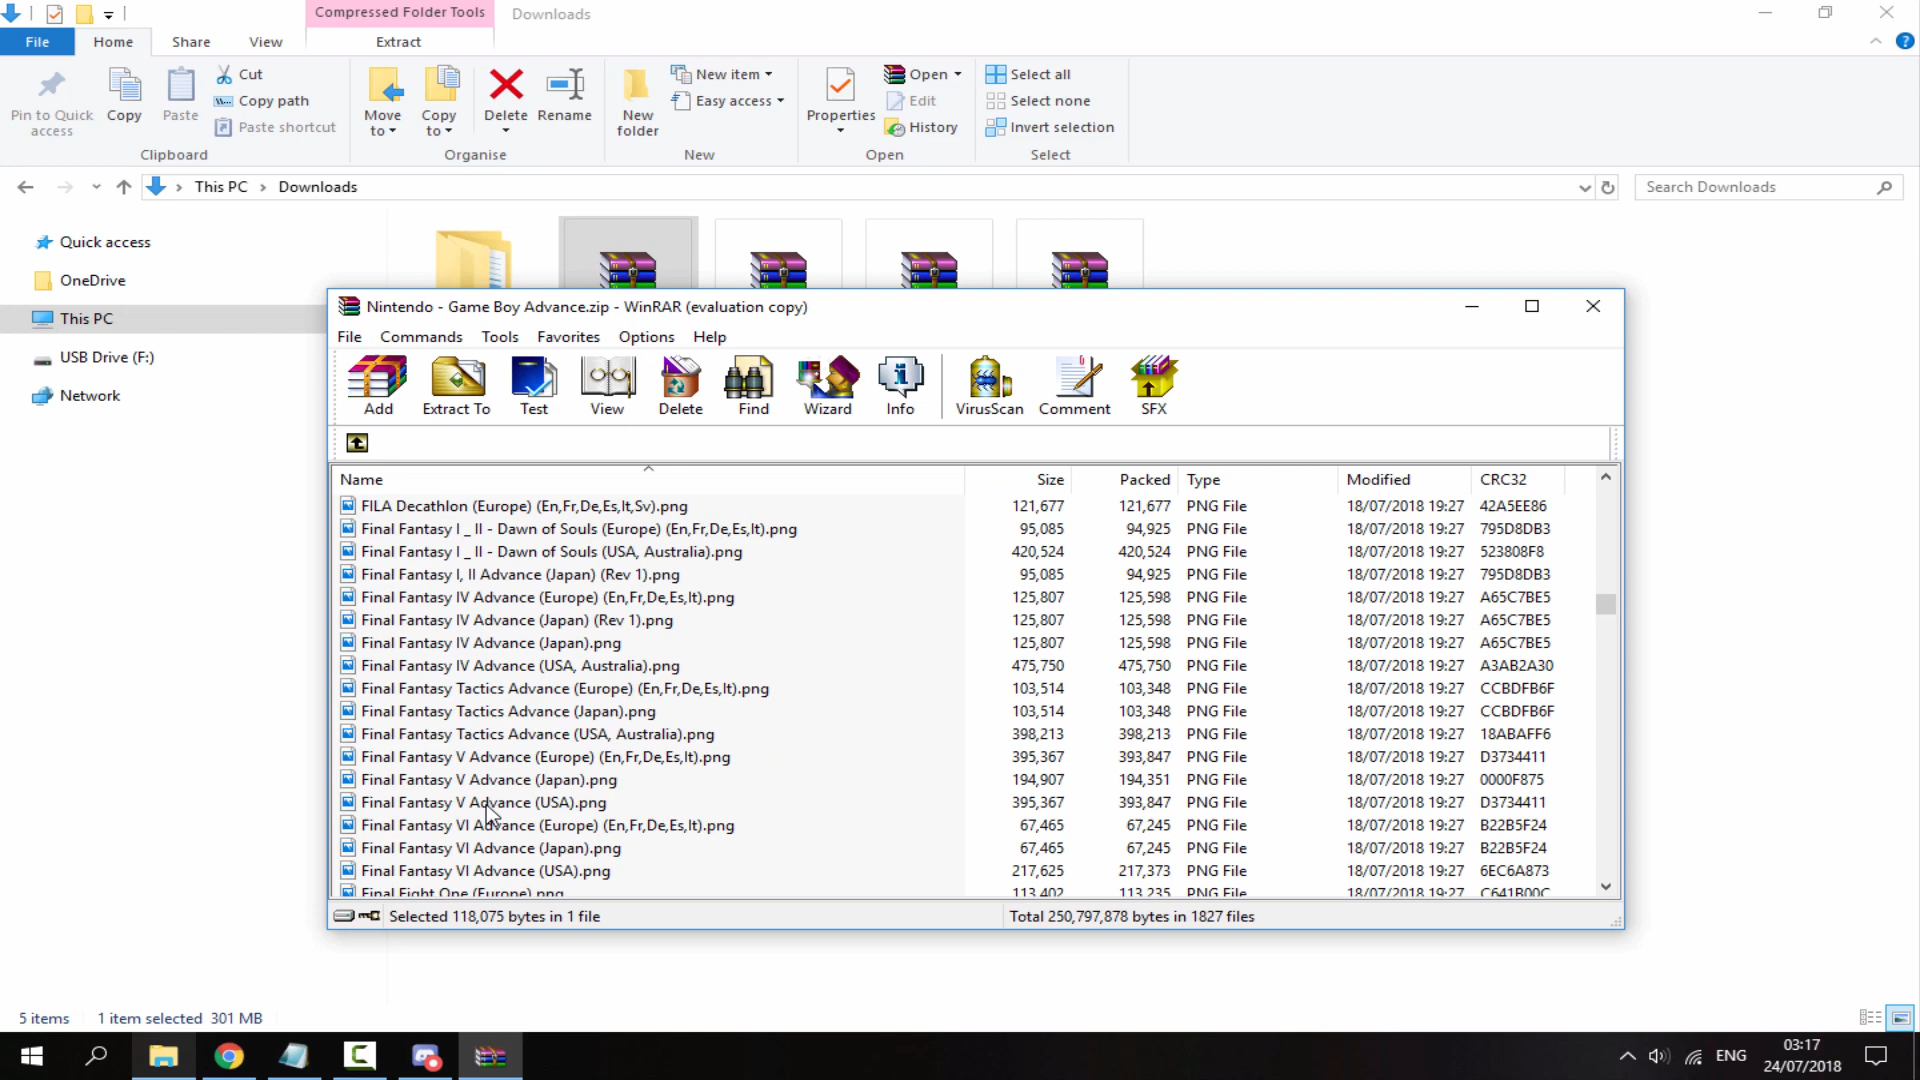 Compressed Folder Tools
Downloads
File
Home
Share
View
Extract
Pin to Quick access
Copy
Paste
Cut
Copy path
Paste shortcut
Clipboard
Move to
Copy to
Delete
Rename
Organise
New folder
New item
Easy access
New
Properties
Open
Edit
History
Open
Select all
Select none
Invert selection
Select
This PC
Downloads
Search Downloads
Quick access
OneDrive
This PC
USB Drive (F:)
Network
Nintendo - Game Boy Advance.zip - WinRAR (evaluation copy)
File Commands Tools Favorites Options Help
Add Extract To Test View Delete Find Wizard Info VirusScan Comment SFX
Name Size Packed Type Modified CRC32
FILA Decathlon (Europe) (En,Fr,De,Es,It,Sv).png 121,677 121,677 PNG File 18/07/2018 19:27 42A5EE86
Final Fantasy I _ II - Dawn of Souls (Europe) (En,Fr,De,Es,It).png 95,085 94,925 PNG File 18/07/2018 19:27 795D8DB3
Final Fantasy I _ II - Dawn of Souls (USA, Australia).png 420,524 420,524 PNG File 18/07/2018 19:27 523808F8
Final Fantasy I, II Advance (Japan) (Rev 1).png 95,085 94,925 PNG File 18/07/2018 19:27 795D8DB3
Final Fantasy IV Advance (Europe) (En,Fr,De,Es,It).png 125,807 125,598 PNG File 18/07/2018 19:27 A65C7BE5
Final Fantasy IV Advance (Japan) (Rev 1).png 125,807 125,598 PNG File 18/07/2018 19:27 A65C7BE5
Final Fantasy IV Advance (Japan).png 125,807 125,598 PNG File 18/07/2018 19:27 A65C7BE5
Final Fantasy IV Advance (USA, Australia).png 475,750 475,750 PNG File 18/07/2018 19:27 A3AB2A30
Final Fantasy Tactics Advance (Europe) (En,Fr,De,Es,It).png 103,514 103,348 PNG File 18/07/2018 19:27 CCBDFB6F
Final Fantasy Tactics Advance (Japan).png 103,514 103,348 PNG File 18/07/2018 19:27 CCBDFB6F
Final Fantasy Tactics Advance (USA, Australia).png 398,213 398,213 PNG File 18/07/2018 19:27 18ABAFF6
Final Fantasy V Advance (Europe) (En,Fr,De,Es,It).png 395,367 393,847 PNG File 18/07/2018 19:27 D3734411
Final Fantasy V Advance (Japan).png 194,907 194,351 PNG File 18/07/2018 19:27 0000F875
Final Fantasy V Advance (USA).png 395,367 393,847 PNG File 18/07/2018 19:27 D3734411
Final Fantasy VI Advance (Europe) (En,Fr,De,Es,It).png 67,465 67,245 PNG File 18/07/2018 19:27 B22B5F24
Final Fantasy VI Advance (Japan).png 67,465 67,245 PNG File 18/07/2018 19:27 B22B5F24
Final Fantasy VI Advance (USA).png 217,625 217,373 PNG File 18/07/2018 19:27 6EC6A873
Final Fight One (Europe).png 113,402 113,235 PNG File 18/07/2018 19:27 C641B00C
Selected 118,075 bytes in 1 file
Total 250,797,878 bytes in 1827 files
5 items
1 item selected 301 MB
ENG
03:17
24/07/2018